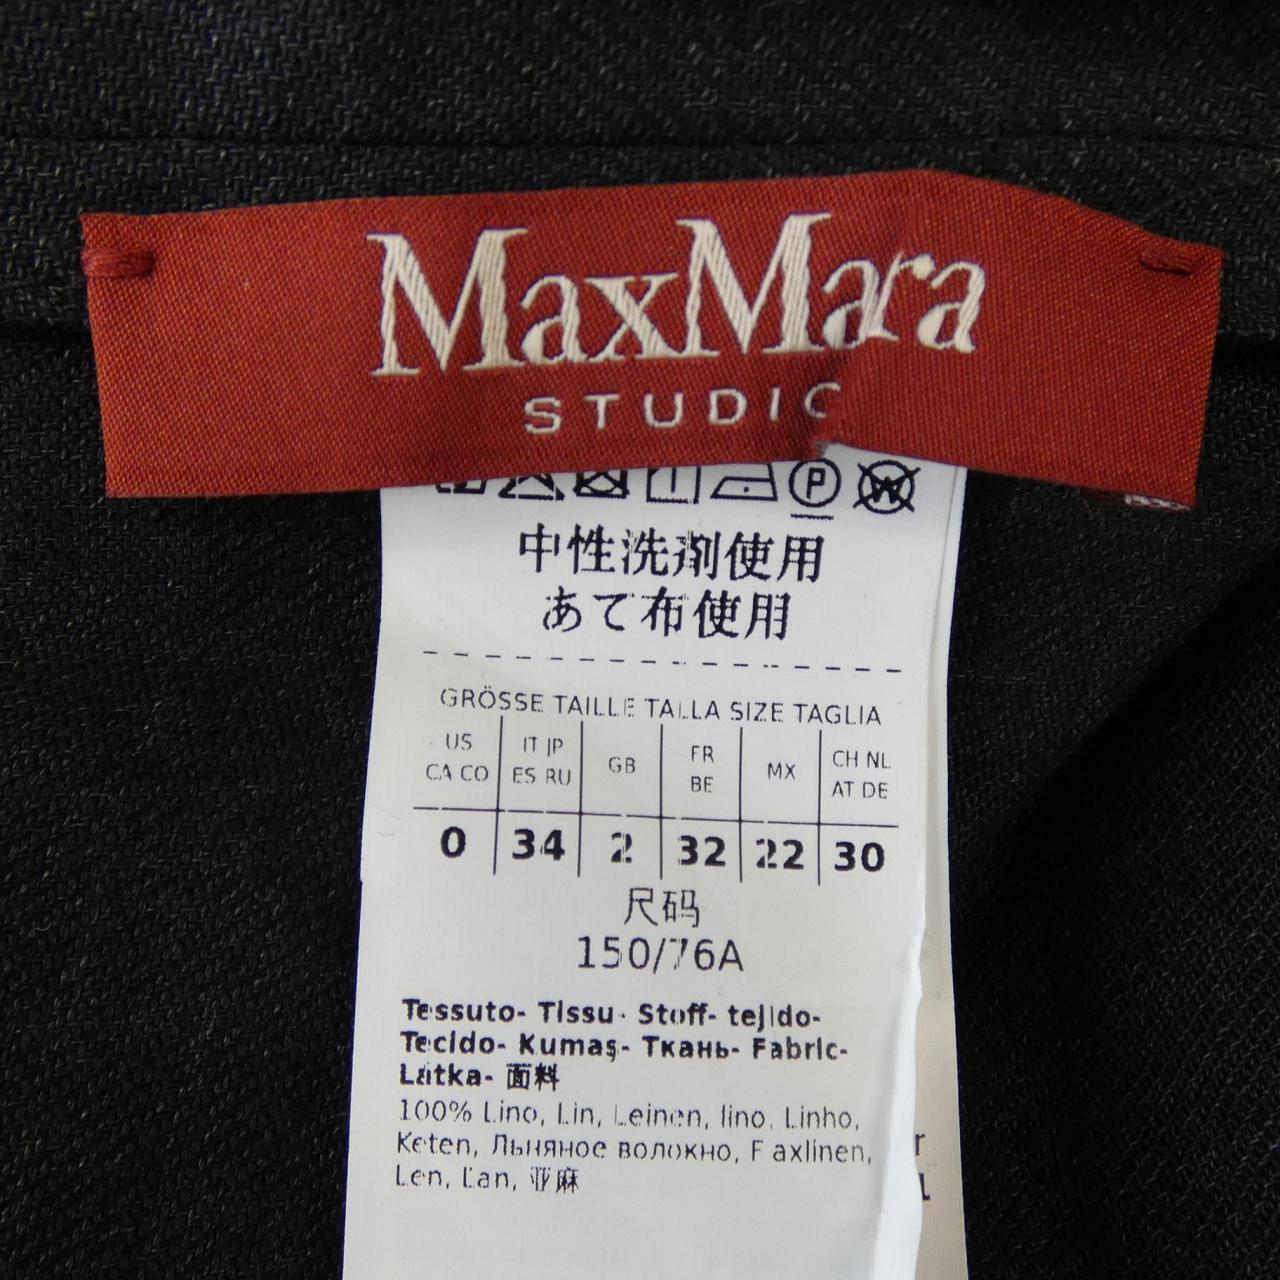 MaxMara
STUDIO
P W
中性洗剤使用
あて布使用
GRÖSSE TAILLE TALLA SIZE TAGLIA
US CA CO IT JP ES RU GB FR BE MX CH NL AT DE
0 34 2 32 22 30
尺码
150/76A
Tessuto- Tissu- Stoff- tejido-
Tecido- Kumaş- Ткань- Fabric-
Látka- 面料
100% Lino, Lin, Leinen, lino, Linho,
Keten, Льняное волокно, F axlinen,
Len, Ľan, 亚麻